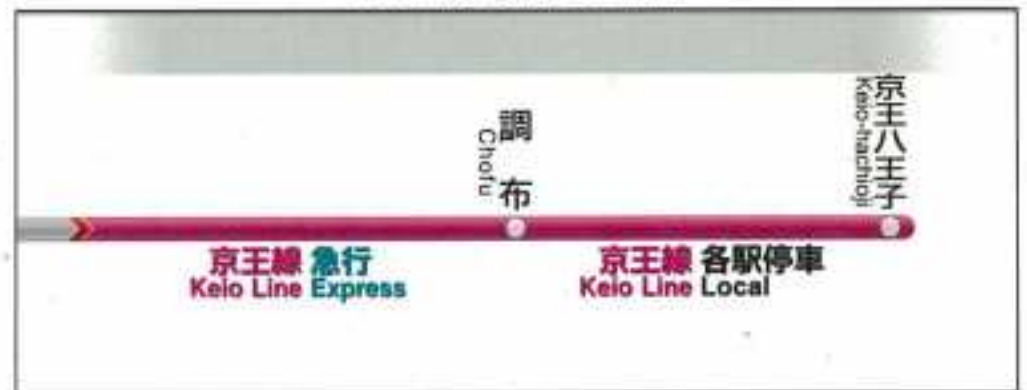 調布
Chofu
京王八王子
Keio-hachioji
京王線 急行
Keio Line Express
京王線 各駅停車
Keio Line Local